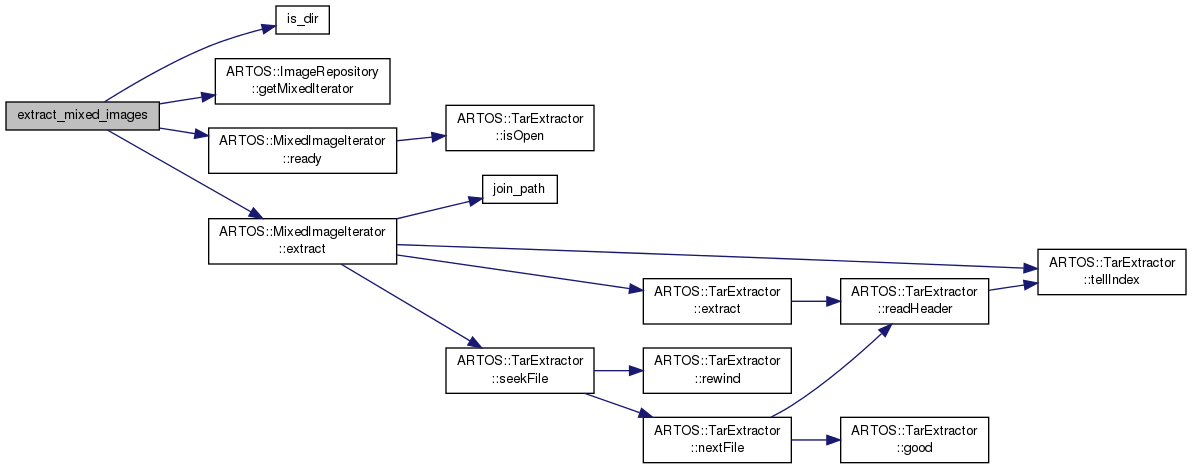 is_dir
ARTOS::ImageRepository
::getMixedIterator
extract_mixed_images
ARTOS::TarExtractor
::isOpen
ARTOS::MixedImageIterator
::ready
join_path
ARTOS::MixedImageIterator
::extract
ARTOS::TarExtractor
::tellIndex
ARTOS::TarExtractor
::extract
ARTOS::TarExtractor
::readHeader
ARTOS::TarExtractor
::seekFile
ARTOS::TarExtractor
::rewind
ARTOS::TarExtractor
::nextFile
ARTOS::TarExtractor
::good